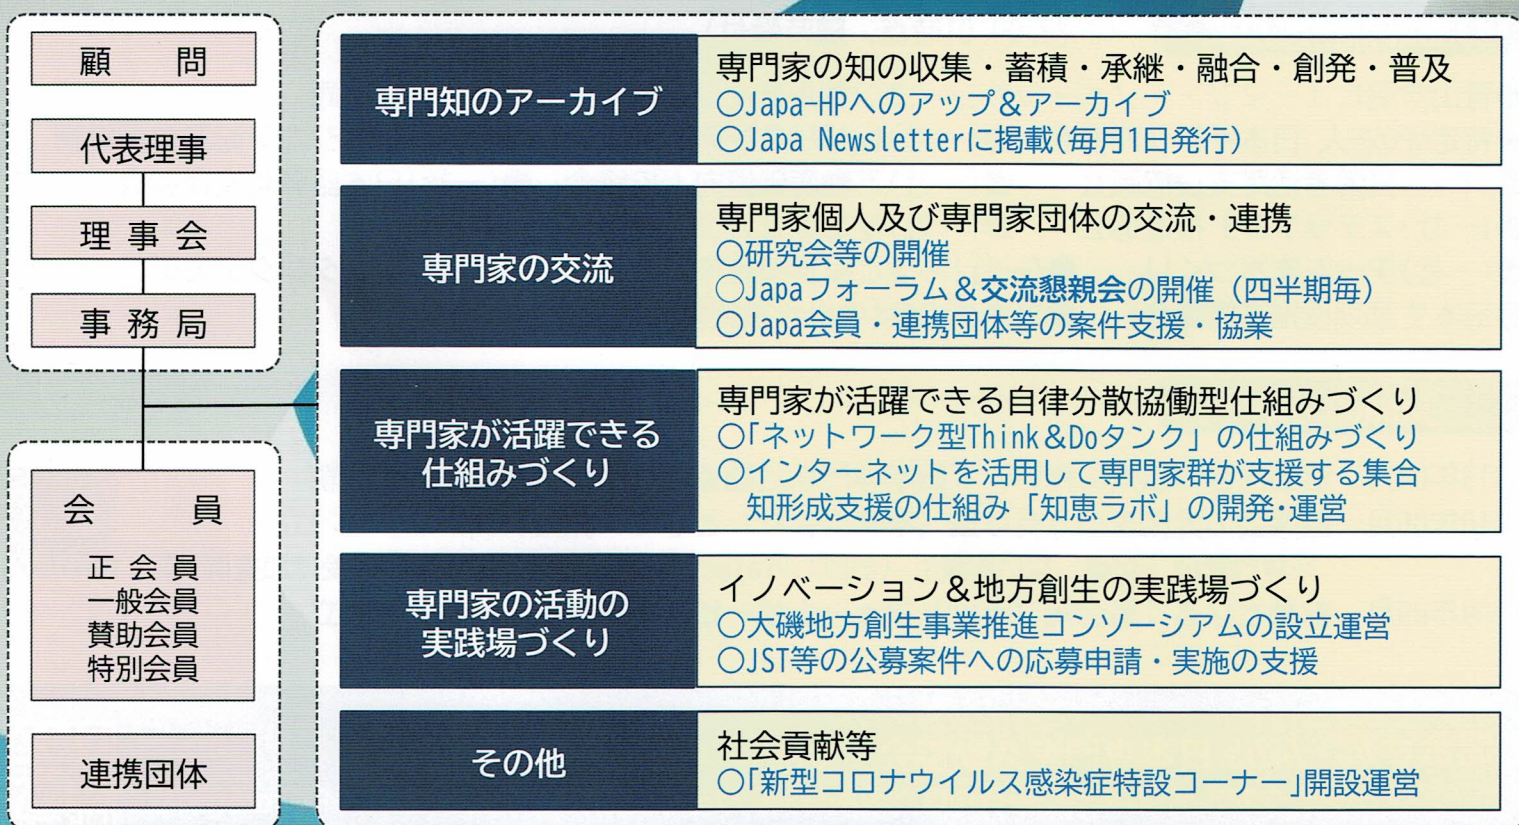 顧問
代表理事
理事会
事務局
会員
正会員
一般会員
賛助会員
特別会員
連携団体
専門知のアーカイブ
専門家の知の収集・蓄積・承継・融合・創発・普及
○Japa-HPへのアップ＆アーカイブ
○Japa Newsletterに掲載(毎月1日発行)
専門家の交流
専門家個人及び専門家団体の交流・連携
○研究会等の開催
○Japaフォーラム＆交流懇親会の開催（四半期毎）
○Japa会員・連携団体等の案件支援・協業
専門家が活躍できる
仕組みづくり
専門家が活躍できる自律分散協働型仕組みづくり
○「ネットワーク型Think＆Doタンク」の仕組みづくり
○インターネットを活用して専門家群が支援する集合
知形成支援の仕組み「知恵ラボ」の開発・運営
専門家の活動の
実践場づくり
イノベーション＆地方創生の実践場づくり
○大磯地方創生事業推進コンソーシアムの設立運営
○JST等の公募案件への応募申請・実施の支援
その他
社会貢献等
○「新型コロナウイルス感染症特設コーナー」開設運営